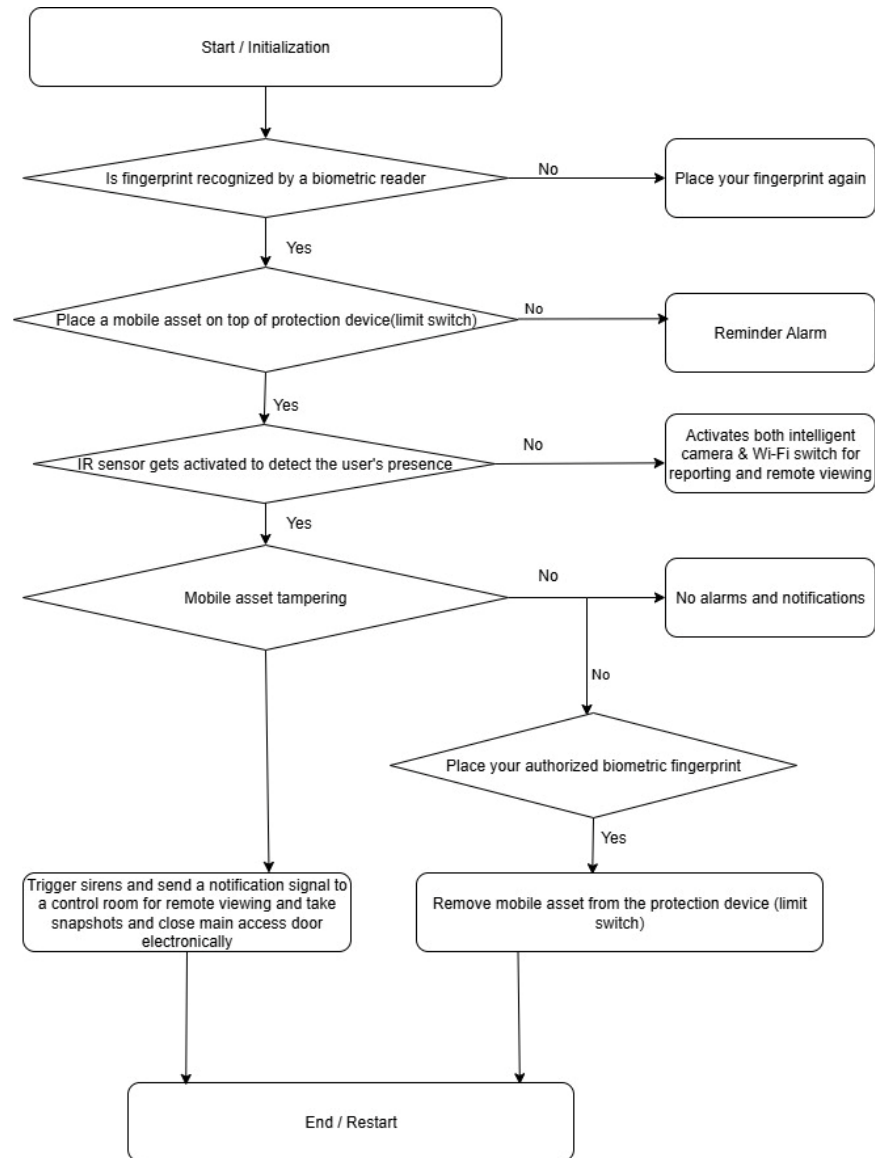 Start / Initialization
Is fingerprint recognized by a biometric reader
No
Place your fingerprint again
Yes
Place a mobile asset on top of protection device(limit switch)
No
Reminder Alarm
Yes
IR sensor gets activated to detect the user's presence
No
Activates both intelligent
camera & Wi-Fi switch for
reporting and remote viewing
Yes
Mobile asset tampering
No
No alarms and notifications
No
Place your authorized biometric fingerprint
Yes
Trigger sirens and send a notification signal to
a control room for remote viewing and take
snapshots and close main access door
electronically
Remove mobile asset from the protection device (limit
switch)
End / Restart